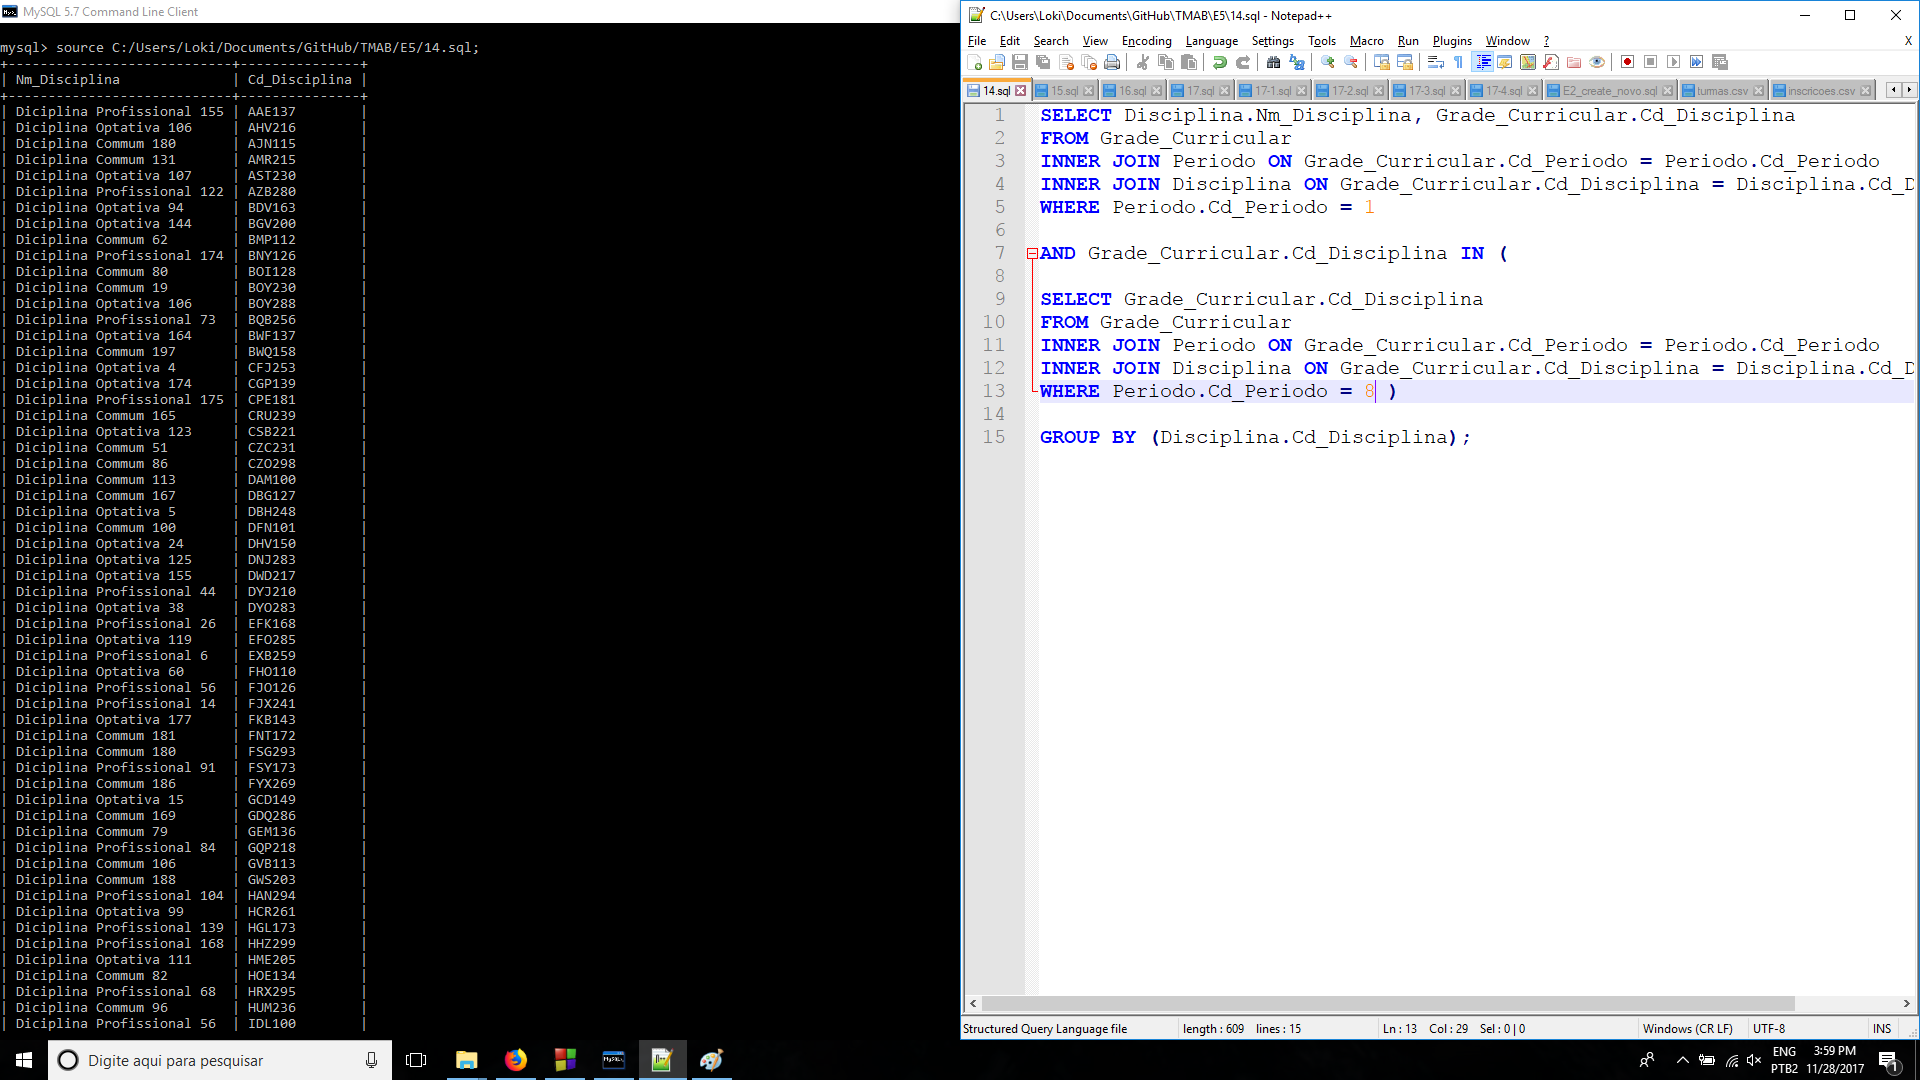 MySQL 5.7 Command Line Client
mysql> source C:/Users/Loki/Documents/GitHub/TMAB/E5/14.sql;
+----------------------------+---------------+
| Nm_Disciplina | Cd_Disciplina |
+----------------------------+---------------+
| Diciplina Profissional 155 | AAE137 |
| Diciplina Optativa 106 | AHV216 |
| Diciplina Commum 180 | AJN115 |
| Diciplina Commum 131 | AMR215 |
| Diciplina Optativa 107 | AST230 |
| Diciplina Profissional 122 | AZB280 |
| Diciplina Optativa 94 | BDV163 |
| Diciplina Optativa 144 | BGV200 |
| Diciplina Commum 62 | BMP112 |
| Diciplina Profissional 174 | BNY126 |
| Diciplina Commum 80 | BOI128 |
| Diciplina Commum 19 | BOY230 |
| Diciplina Optativa 106 | BOY288 |
| Diciplina Profissional 73 | BQB256 |
| Diciplina Optativa 164 | BWF137 |
| Diciplina Commum 197 | BWQ158 |
| Diciplina Optativa 4 | CFJ253 |
| Diciplina Optativa 174 | CGP139 |
| Diciplina Profissional 175 | CPE181 |
| Diciplina Commum 165 | CRU239 |
| Diciplina Optativa 123 | CSB221 |
| Diciplina Commum 51 | CZC231 |
| Diciplina Commum 86 | CZO298 |
| Diciplina Commum 113 | DAM100 |
| Diciplina Commum 167 | DBG127 |
| Diciplina Optativa 5 | DBH248 |
| Diciplina Commum 100 | DFN101 |
| Diciplina Optativa 24 | DHV150 |
| Diciplina Optativa 125 | DNJ283 |
| Diciplina Optativa 155 | DWD217 |
| Diciplina Profissional 44 | DYJ210 |
| Diciplina Optativa 38 | DYO283 |
| Diciplina Profissional 26 | EFK168 |
| Diciplina Optativa 119 | EFO285 |
| Diciplina Profissional 6 | EXB259 |
| Diciplina Optativa 60 | FHO110 |
| Diciplina Profissional 56 | FJO126 |
| Diciplina Profissional 14 | FJX241 |
| Diciplina Optativa 177 | FKB143 |
| Diciplina Commum 181 | FNT172 |
| Diciplina Commum 180 | FSG293 |
| Diciplina Profissional 91 | FSY173 |
| Diciplina Commum 186 | FYX269 |
| Diciplina Optativa 15 | GCD149 |
| Diciplina Commum 169 | GDQ286 |
| Diciplina Commum 79 | GEM136 |
| Diciplina Profissional 84 | GQP218 |
| Diciplina Commum 106 | GVB113 |
| Diciplina Commum 188 | GWS203 |
| Diciplina Profissional 104 | HAN294 |
| Diciplina Optativa 99 | HCR261 |
| Diciplina Profissional 139 | HGL173 |
| Diciplina Profissional 168 | HHZ299 |
| Diciplina Optativa 111 | HME205 |
| Diciplina Commum 82 | HOE134 |
| Diciplina Profissional 68 | HRX295 |
| Diciplina Commum 96 | HUM236 |
| Diciplina Profissional 56 | IDL100 |
C:\Users\Loki\Documents\GitHub\TMAB\E5\14.sql - Notepad++
File Edit Search View Encoding Language Settings Tools Macro Run Plugins Window ? X
14.sql 15.sql 16.sql 17.sql 17-1.sql 17-2.sql 17-3.sql 17-4.sql E2_create_novo.sql turmas.csv inscricoes.csv
1 SELECT Disciplina.Nm_Disciplina, Grade_Curricular.Cd_Disciplina
2 FROM Grade_Curricular
3 INNER JOIN Periodo ON Grade_Curricular.Cd_Periodo = Periodo.Cd_Periodo
4 INNER JOIN Disciplina ON Grade_Curricular.Cd_Disciplina = Disciplina.Cd_D
5 WHERE Periodo.Cd_Periodo = 1
6
7 AND Grade_Curricular.Cd_Disciplina IN (
8
9 SELECT Grade_Curricular.Cd_Disciplina
10 FROM Grade_Curricular
11 INNER JOIN Periodo ON Grade_Curricular.Cd_Periodo = Periodo.Cd_Periodo
12 INNER JOIN Disciplina ON Grade_Curricular.Cd_Disciplina = Disciplina.Cd_D
13 WHERE Periodo.Cd_Periodo = 8 )
14
15 GROUP BY (Disciplina.Cd_Disciplina);
Structured Query Language file length : 609 lines : 15 Ln : 13 Col : 29 Sel : 0 | 0 Windows (CR LF) UTF-8 INS
Digite aqui para pesquisar
ENG
PTB2
3:59 PM
11/28/2017
1